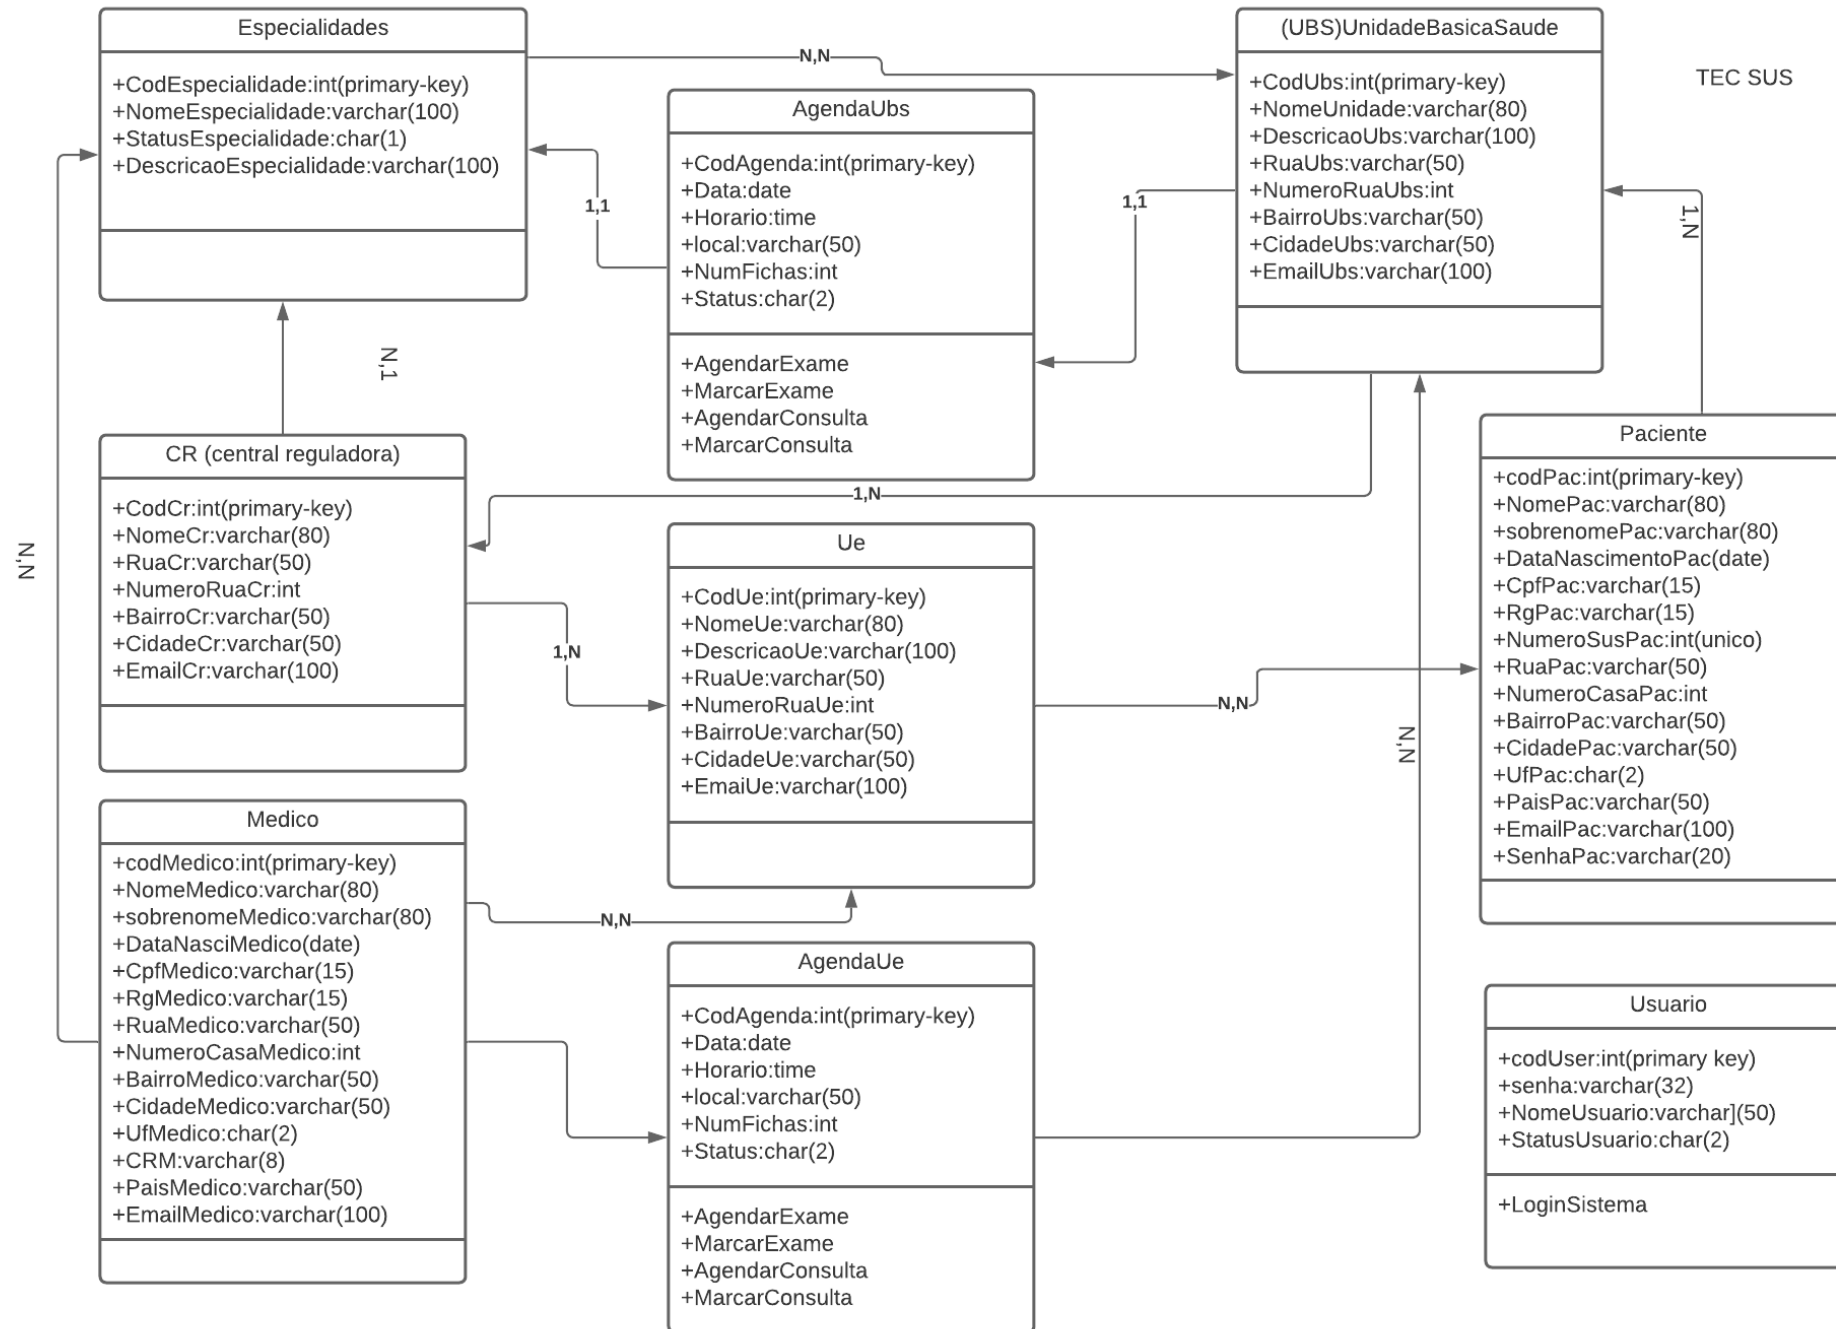 Especialidades
+CodEspecialidade:int(primary-key)
+NomeEspecialidade:varchar(100)
+StatusEspecialidade:char(1)
+DescricaoEspecialidade:varchar(100)
N,N
AgendaUbs
+CodAgenda:int(primary-key)
+Data:date
+Horario:time
+local:varchar(50)
+NumFichas:int
+Status:char(2)
+AgendarExame
+MarcarExame
+AgendarConsulta
+MarcarConsulta
1,1
1,1
(UBS)UnidadeBasicaSaude
+CodUbs:int(primary-key)
+NomeUnidade:varchar(80)
+DescricaoUbs:varchar(100)
+RuaUbs:varchar(50)
+NumeroRuaUbs:int
+BairroUbs:varchar(50)
+CidadeUbs:varchar(50)
+EmailUbs:varchar(100)
TEC SUS
1,N
N,1
CR (central reguladora)
+CodCr:int(primary-key)
+NomeCr:varchar(80)
+RuaCr:varchar(50)
+NumeroRuaCr:int
+BairroCr:varchar(50)
+CidadeCr:varchar(50)
+EmailCr:varchar(100)
1,N
1,N
N,N
Ue
+CodUe:int(primary-key)
+NomeUe:varchar(80)
+DescricaoUe:varchar(100)
+RuaUe:varchar(50)
+NumeroRuaUe:int
+BairroUe:varchar(50)
+CidadeUe:varchar(50)
+EmaiUe:varchar(100)
N,N
N,N
Paciente
+codPac:int(primary-key)
+NomePac:varchar(80)
+sobrenomePac:varchar(80)
+DataNascimentoPac(date)
+CpfPac:varchar(15)
+RgPac:varchar(15)
+NumeroSusPac:int(unico)
+RuaPac:varchar(50)
+NumeroCasaPac:int
+BairroPac:varchar(50)
+CidadePac:varchar(50)
+UfPac:char(2)
+PaisPac:varchar(50)
+EmailPac:varchar(100)
+SenhaPac:varchar(20)
Medico
+codMedico:int(primary-key)
+NomeMedico:varchar(80)
+sobrenomeMedico:varchar(80)
+DataNasciMedico(date)
+CpfMedico:varchar(15)
+RgMedico:varchar(15)
+RuaMedico:varchar(50)
+NumeroCasaMedico:int
+BairroMedico:varchar(50)
+CidadeMedico:varchar(50)
+UfMedico:char(2)
+CRM:varchar(8)
+PaisMedico:varchar(50)
+EmailMedico:varchar(100)
N,N
AgendaUe
+CodAgenda:int(primary-key)
+Data:date
+Horario:time
+local:varchar(50)
+NumFichas:int
+Status:char(2)
+AgendarExame
+MarcarExame
+AgendarConsulta
+MarcarConsulta
Usuario
+codUser:int(primary key)
+senha:varchar(32)
+NomeUsuario:varchar](50)
+StatusUsuario:char(2)
+LoginSistema